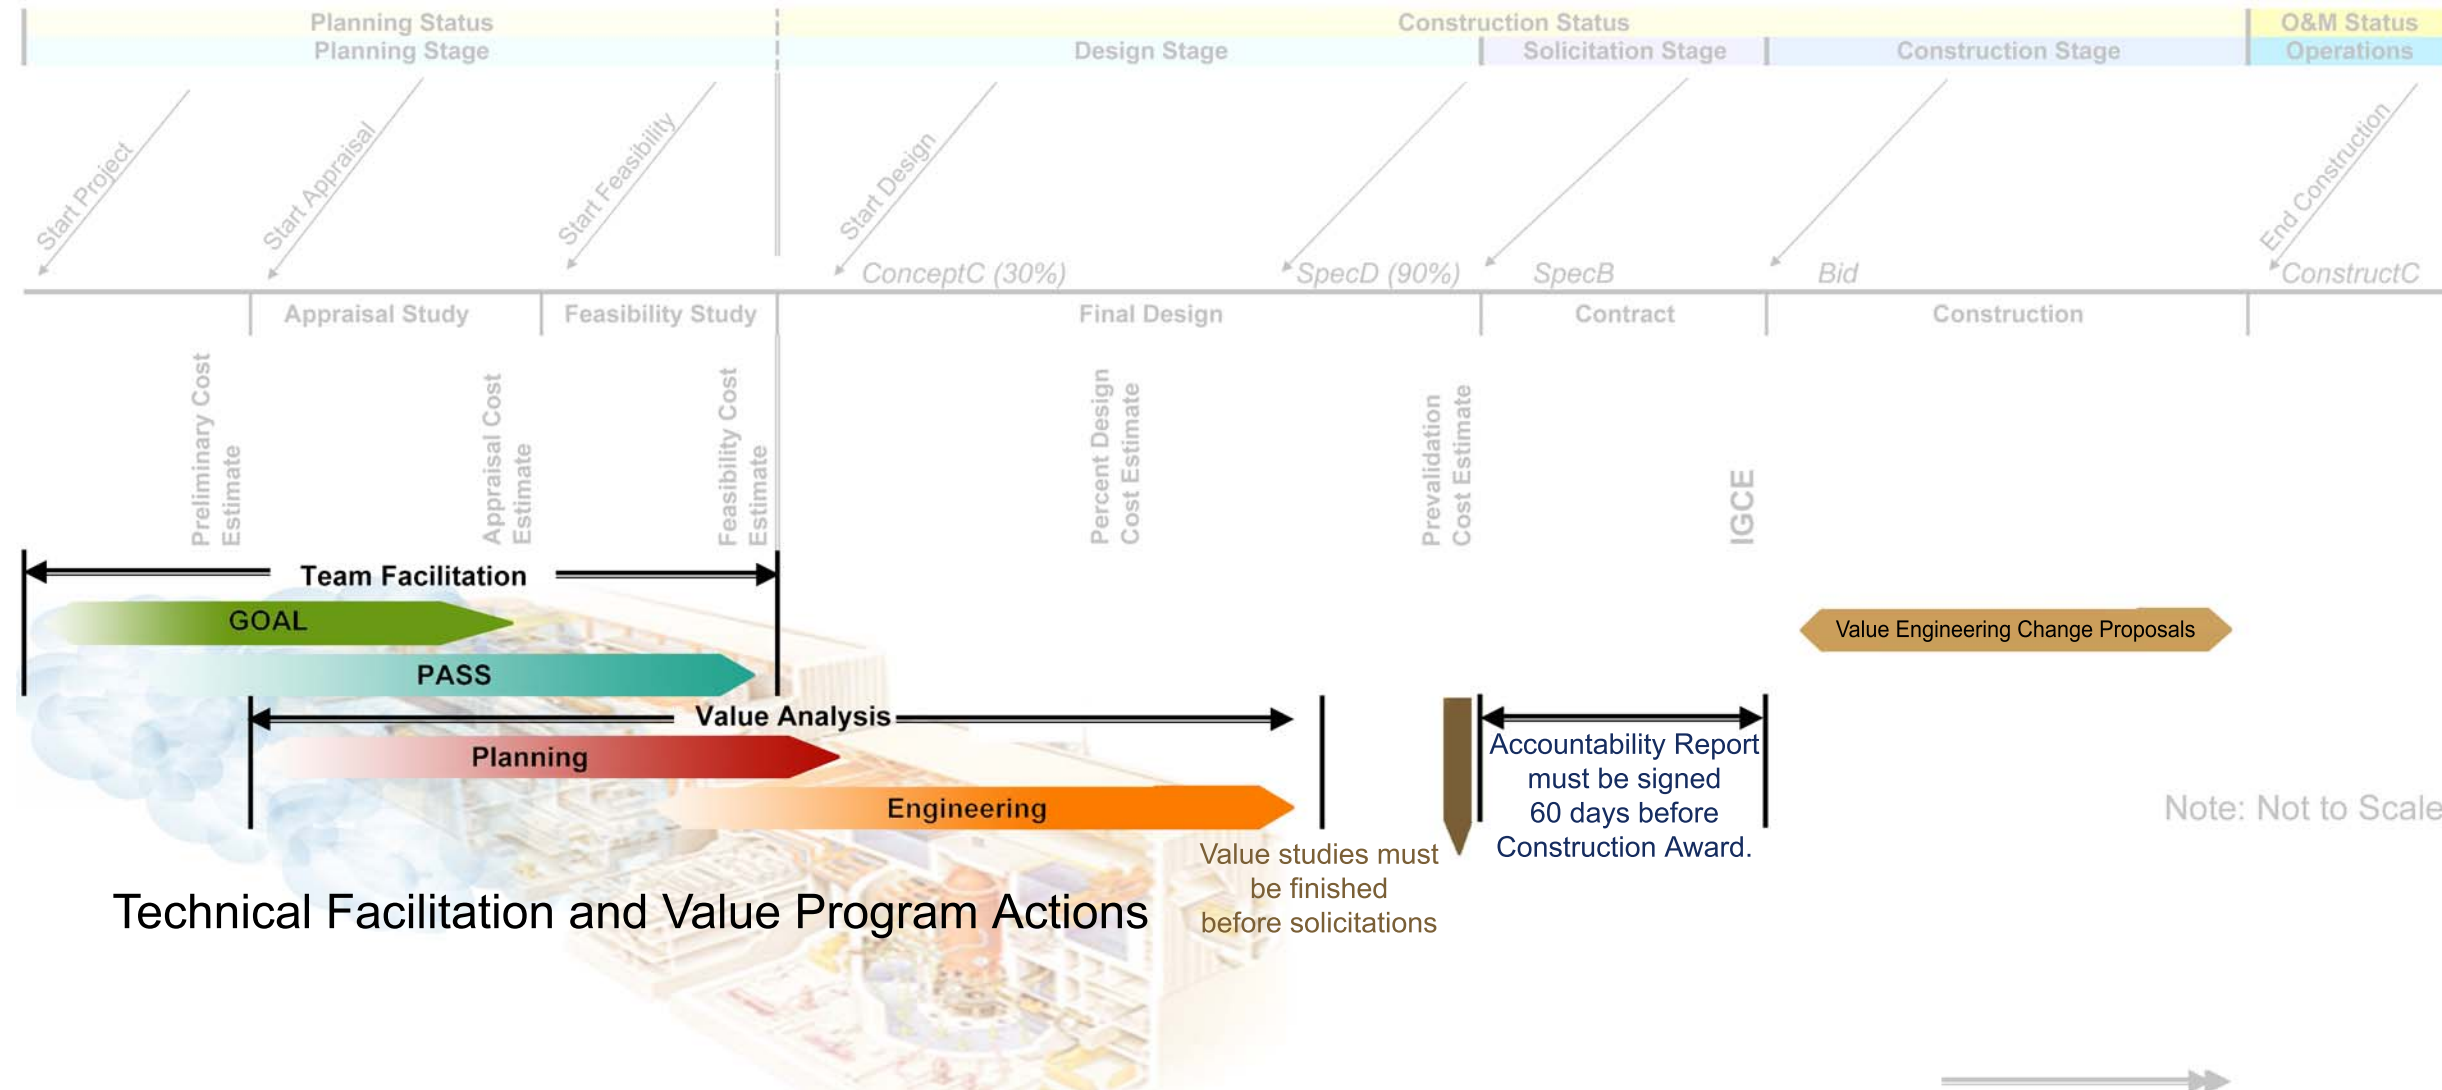 Planning Status
Construction Status
O&M Status
Planning Stage
Design Stage
Solicitation Stage
Construction Stage
Operations
Start Project
Start Appraisal
Start Feasibility
Start Design
End Construction
ConceptC (30%)
SpecD (90%)
SpecB
Bid
ConstructC
Appraisal Study
Feasibility Study
Final Design
Contract
Construction
Preliminary Cost
Estimate
Appraisal Cost
Estimate
Feasibility Cost
Estimate
Percent Design
Cost Estimate
Prevalidation
Cost Estimate
IGCE
Team Facilitation
GOAL
PASS
Value Engineering Change Proposals
Value Analysis
Planning
Engineering
Accountability Report
must be signed
60 days before
Construction Award.
Note: Not to Scale
Value studies must
be finished
before solicitations
Technical Facilitation and Value Program Actions